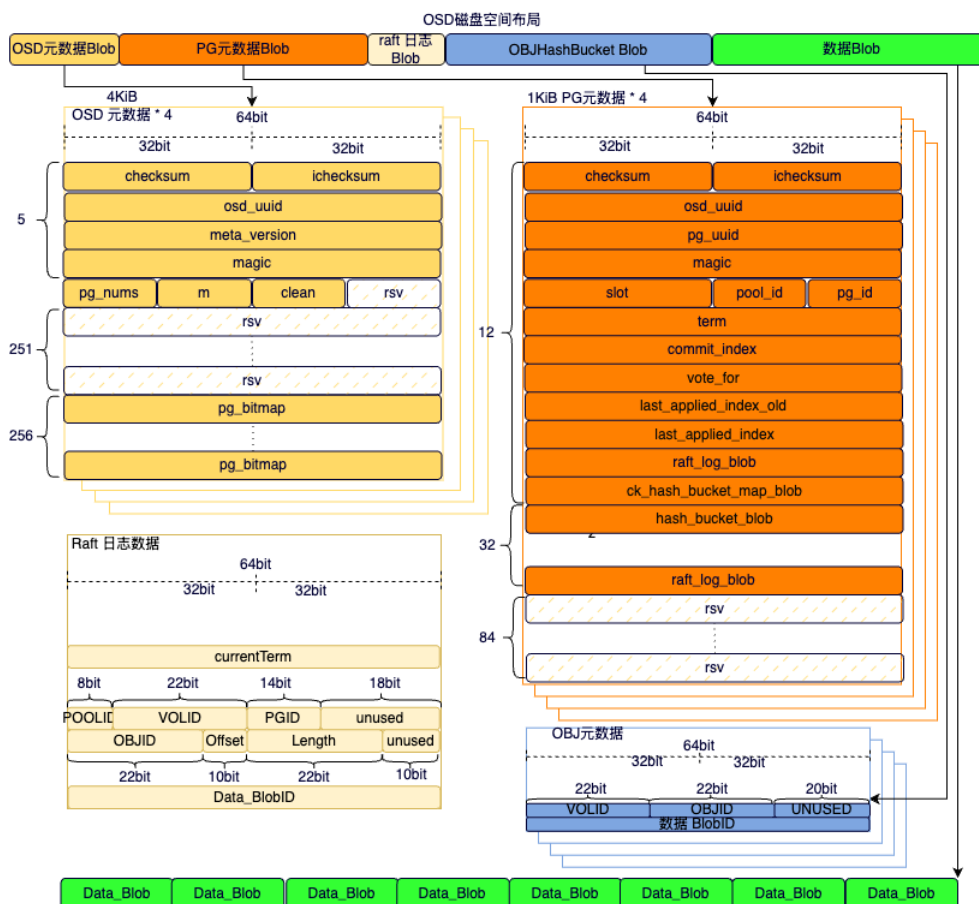 OSD磁盘空间布局
OSD元数据Blob
PG元数据Blob
raft 日志
Blob
OBJHashBucket Blob
数据Blob
4KiB
OSD 元数据 * 4
64bit
32bit
32bit
checksum
ichecksum
5
osd_uuid
meta_version
magic
pg_nums
m
clean
rsv
rsv
251
rsv
pg_bitmap
256
pg_bitmap
1KiB PG元数据 * 4
64bit
32bit
32bit
checksum
ichecksum
osd_uuid
pg_uuid
magic
slot
pool_id
pg_id
12
term
commit_index
vote_for
last_applied_index_old
last_applied_index
raft_log_blob
ck_hash_bucket_map_blob
hash_bucket_blob
32
raft_log_blob
rsv
84
rsv
Raft 日志数据
64bit
32bit
32bit
currentTerm
8bit
22bit
14bit
18bit
POOLID
VOLID
PGID
unused
OBJID
Offset
Length
unused
22bit
10bit
22bit
10bit
Data_BlobID
OBJ元数据
64bit
32bit
32bit
22bit
22bit
20bit
VOLID
OBJID
UNUSED
数据 BlobID
Data_Blob
Data_Blob
Data_Blob
Data_Blob
Data_Blob
Data_Blob
Data_Blob
Data_Blob